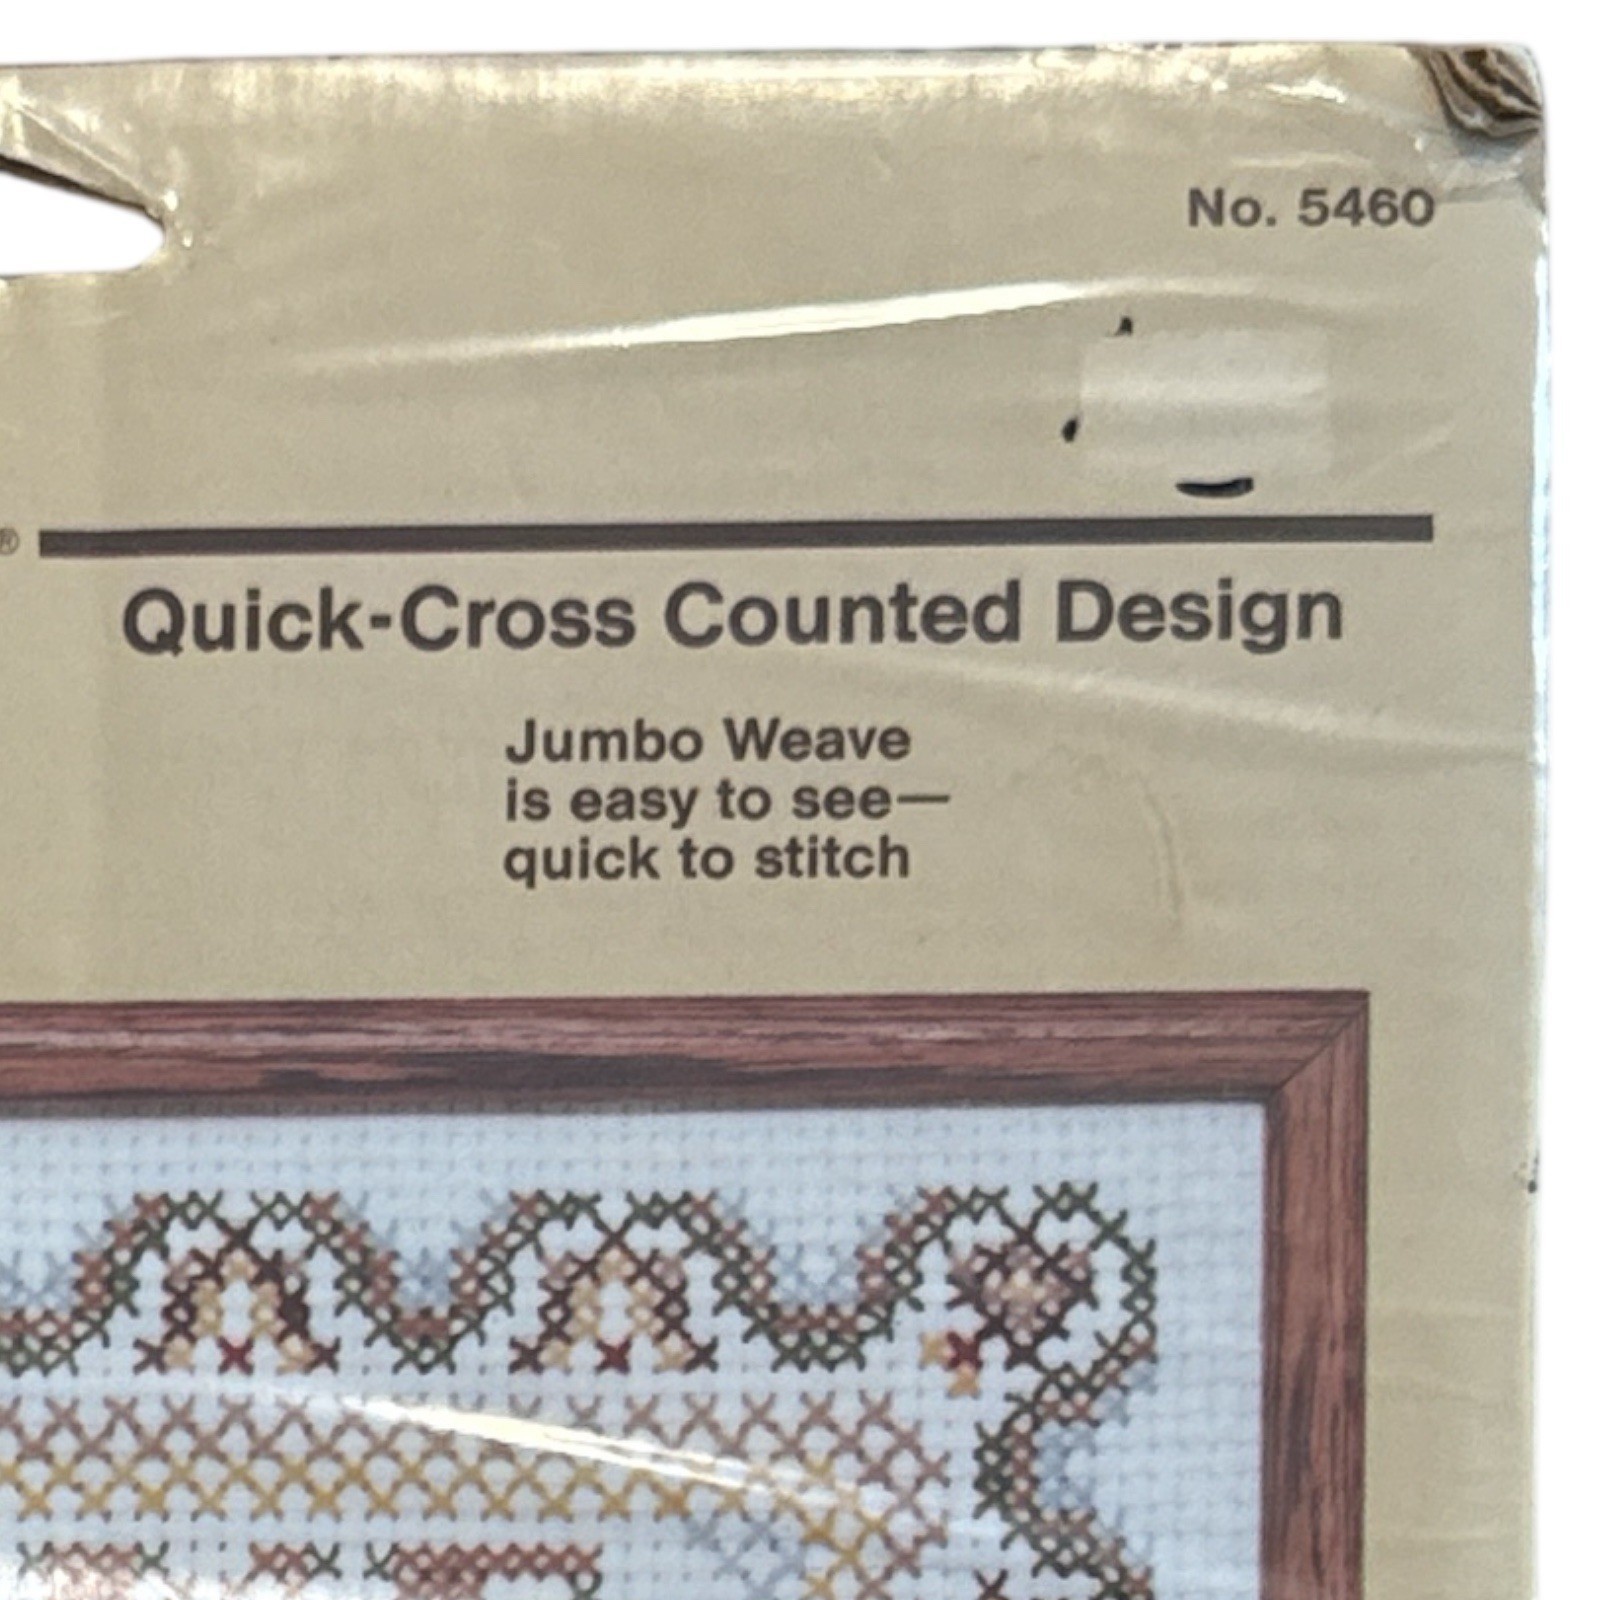 No. 5460
®
Quick-Cross Counted Design
Jumbo Weave
is easy to see—
quick to stitch